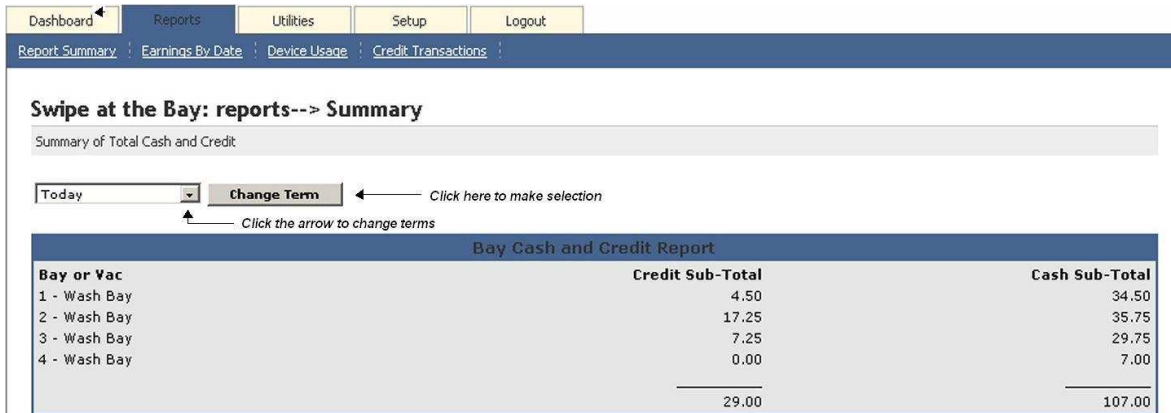 Dashboard Reports Utilities Setup Logout
Report Summary Earnings By Date Device Usage Credit Transactions
Swipe at the Bay: reports--> Summary
Summary of Total Cash and Credit
Today Change Term Click here to make selection
Click the arrow to change terms
Bay Cash and Credit Report
Bay or Vac Credit Sub-Total Cash Sub-Total
1 - Wash Bay 4.50 34.50
2 - Wash Bay 17.25 35.75
3 - Wash Bay 7.25 29.75
4 - Wash Bay 0.00 7.00
29.00 107.00